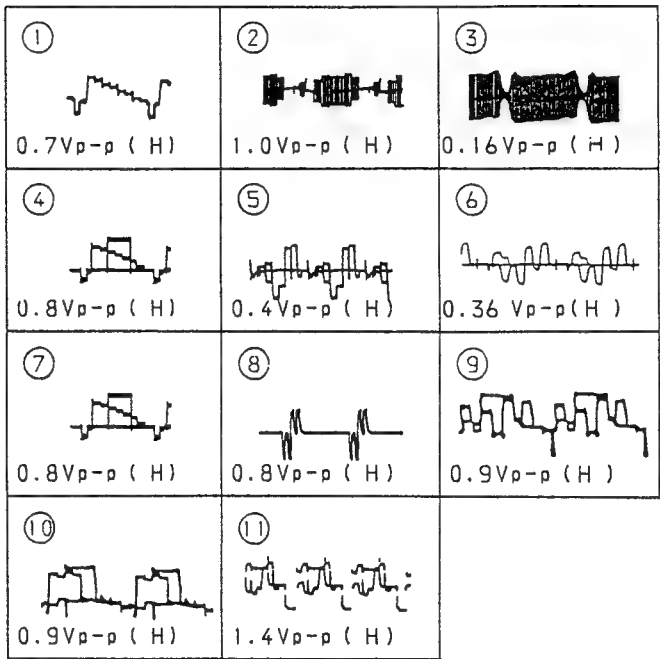 ①
②
③
0.7Vp-p ( H)
1.0Vp-p ( H)
0.16Vp-p ( H)
④
⑤
⑥
0.8Vp-p ( H)
0.4Vp-p ( H)
0.36 Vp-p(H )
⑦
⑧
⑨
0.8Vp-p ( H)
0.8Vp-p ( H)
0.9Vp-p(H )
⑩
⑪
0.9Vp-p ( H)
1.4Vp-p ( H)